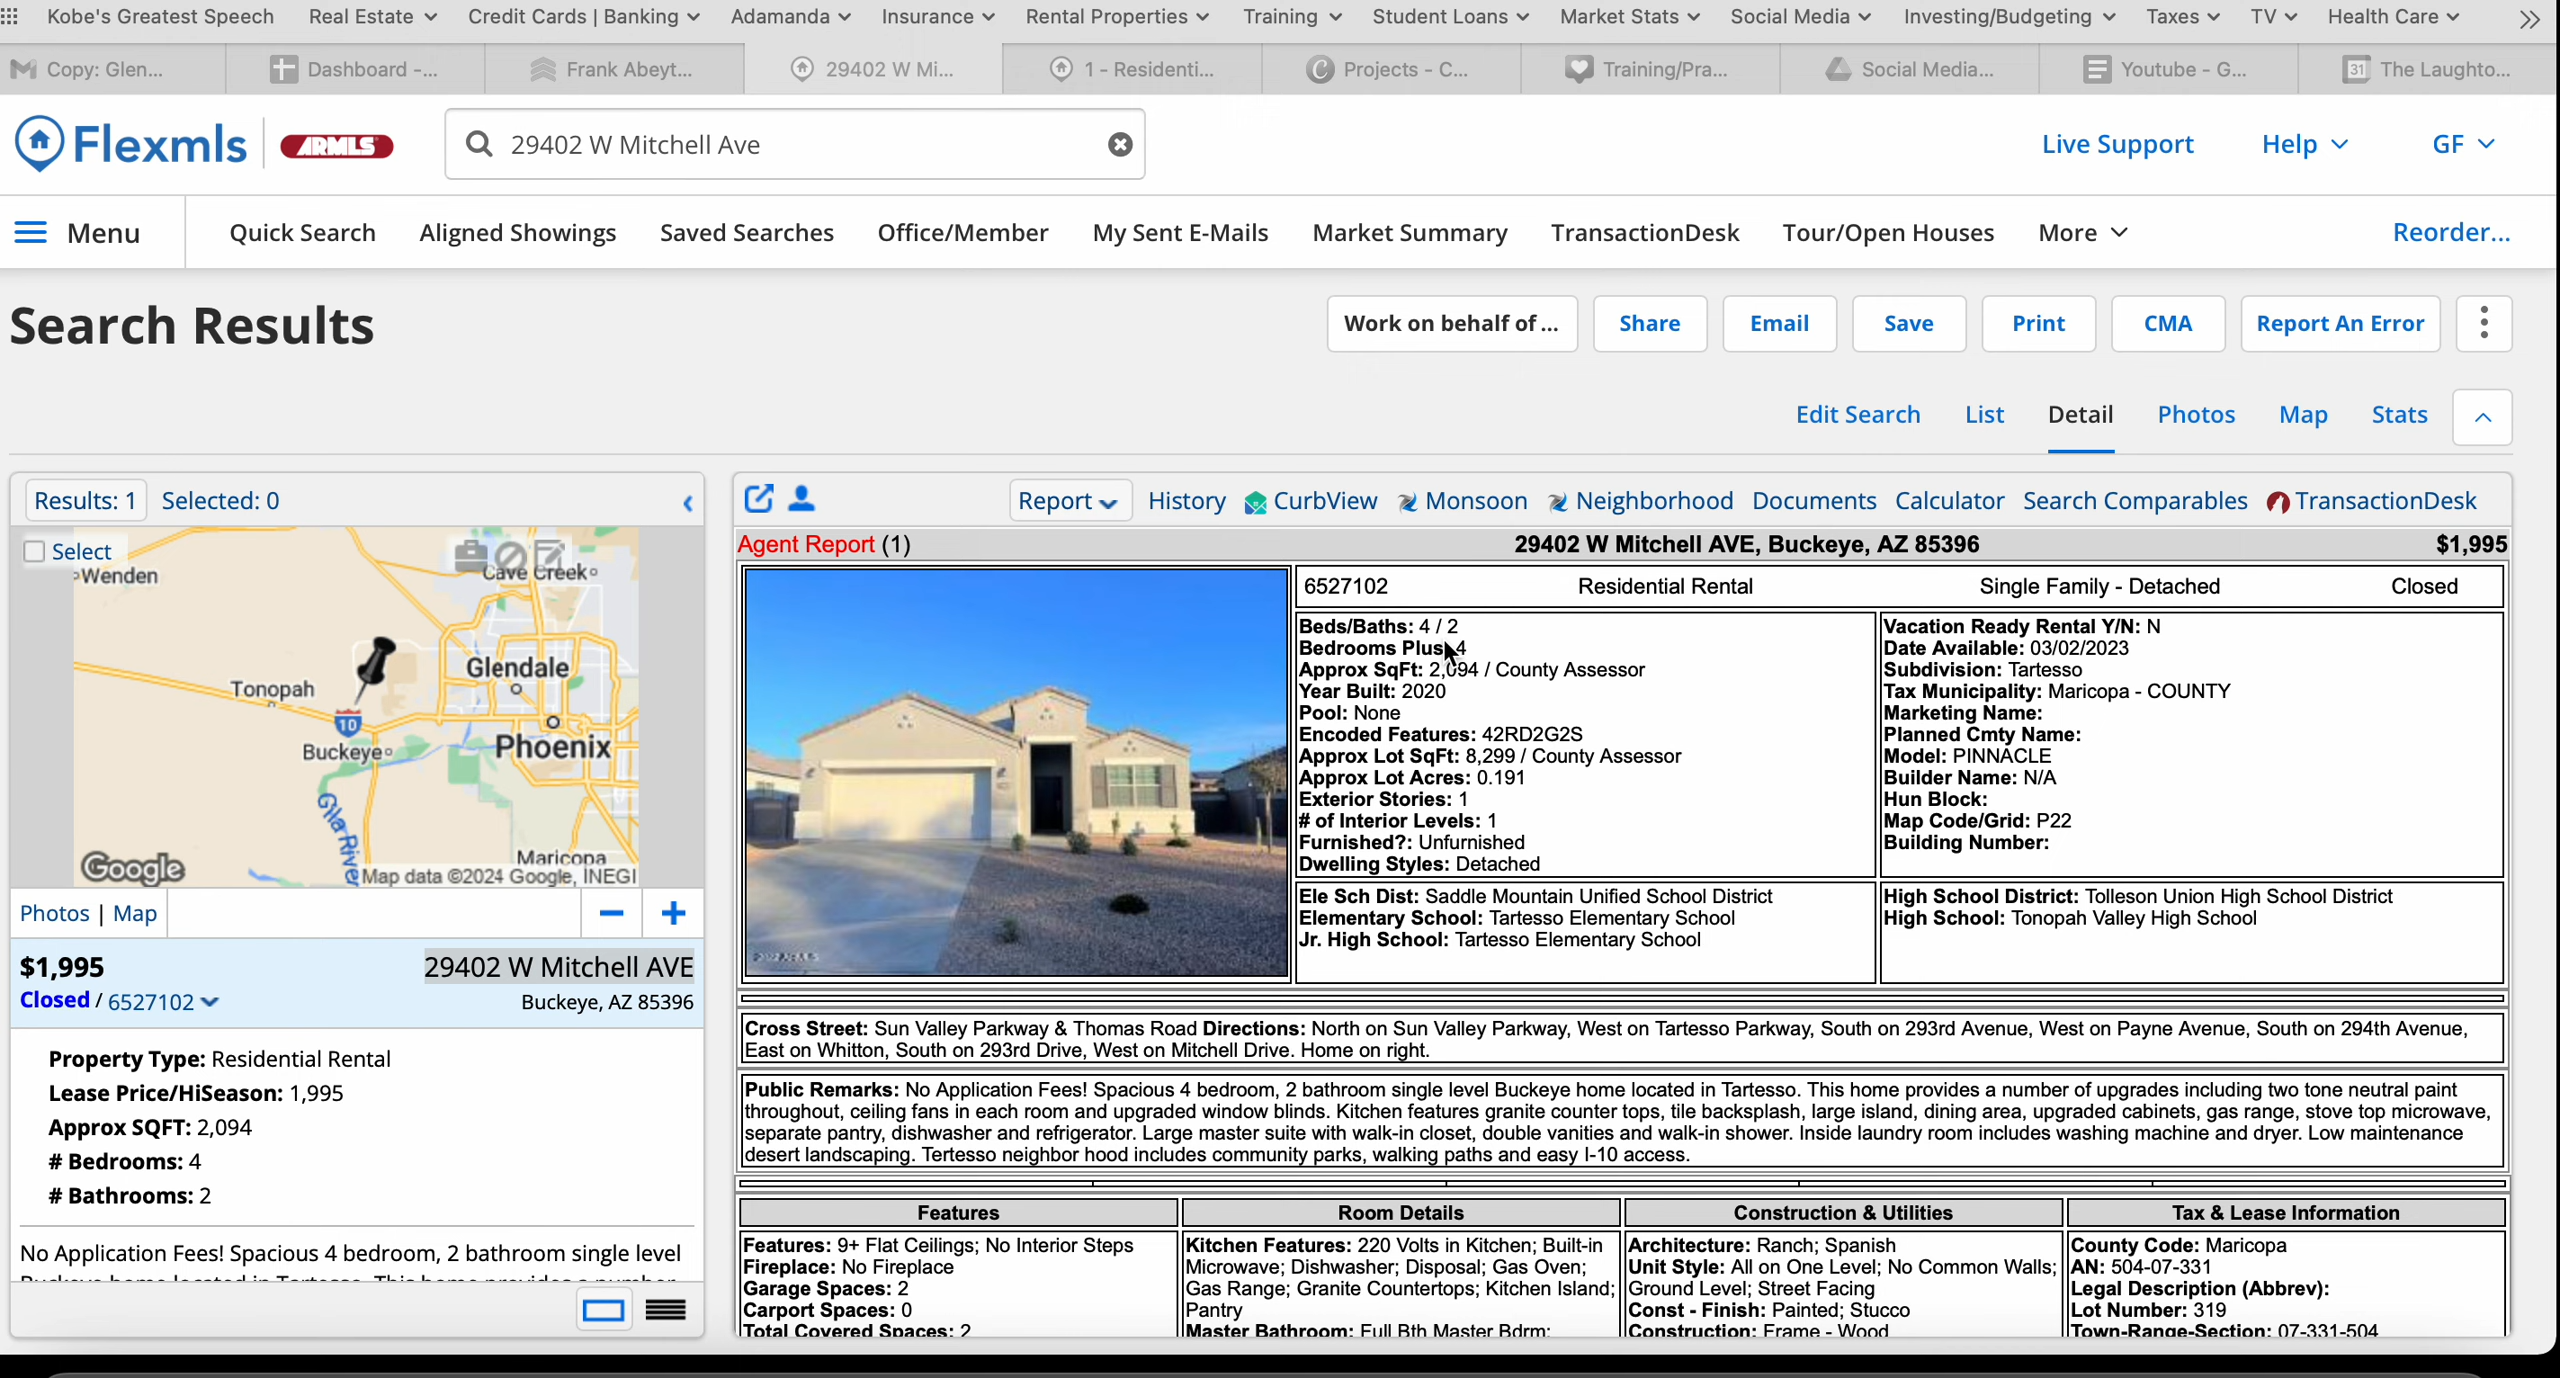 Kobe's Greatest Speech Real Estate Credit Cards | Banking Adamanda Insurance Rental Properties Training Student Loans Market Stats Social Media Investing/Budgeting Taxes TV Health Care
Copy: Glen... Dashboard -... Frank Abeyt... 29402 W Mi... 1 - Residenti... Projects - C... Training/Pra... Social Media... Youtube - G... 31 The Laughto...
Flexmls ARMLS 29402 W Mitchell Ave Live Support Help GF
Menu Quick Search Aligned Showings Saved Searches Office/Member My Sent E-Mails Market Summary TransactionDesk Tour/Open Houses More Reorder...
Search Results Work on behalf of ... Share Email Save Print CMA Report An Error
Edit Search List Detail Photos Map Stats
Results: 1 Selected: 0
Select
Wenden
Cave Creek
Glendale
Tonopah
10
Buckeye
Phoenix
Gila River
Maricopa
Google Map data ©2024 Google, INEGI
Photos | Map
$1,995 29402 W Mitchell AVE
Closed / 6527102 Buckeye, AZ 85396
Property Type: Residential Rental
Lease Price/HiSeason: 1,995
Approx SQFT: 2,094
# Bedrooms: 4
# Bathrooms: 2
No Application Fees! Spacious 4 bedroom, 2 bathroom single level
Report History CurbView Monsoon Neighborhood Documents Calculator Search Comparables TransactionDesk
Agent Report (1) 29402 W Mitchell AVE, Buckeye, AZ 85396 $1,995
6527102 Residential Rental Single Family - Detached Closed
Beds/Baths: 4 / 2
Bedrooms Plus: 4
Approx SqFt: 2,094 / County Assessor
Year Built: 2020
Pool: None
Encoded Features: 42RD2G2S
Approx Lot SqFt: 8,299 / County Assessor
Approx Lot Acres: 0.191
Exterior Stories: 1
# of Interior Levels: 1
Furnished?: Unfurnished
Dwelling Styles: Detached
Vacation Ready Rental Y/N: N
Date Available: 03/02/2023
Subdivision: Tartesso
Tax Municipality: Maricopa - COUNTY
Marketing Name:
Planned Cmty Name:
Model: PINNACLE
Builder Name: N/A
Hun Block:
Map Code/Grid: P22
Building Number:
Ele Sch Dist: Saddle Mountain Unified School District
Elementary School: Tartesso Elementary School
Jr. High School: Tartesso Elementary School
High School District: Tolleson Union High School District
High School: Tonopah Valley High School
Cross Street: Sun Valley Parkway & Thomas Road Directions: North on Sun Valley Parkway, West on Tartesso Parkway, South on 293rd Avenue, West on Payne Avenue, South on 294th Avenue,
East on Whitton, South on 293rd Drive, West on Mitchell Drive. Home on right.
Public Remarks: No Application Fees! Spacious 4 bedroom, 2 bathroom single level Buckeye home located in Tartesso. This home provides a number of upgrades including two tone neutral paint
throughout, ceiling fans in each room and upgraded window blinds. Kitchen features granite counter tops, tile backsplash, large island, dining area, upgraded cabinets, gas range, stove top microwave,
separate pantry, dishwasher and refrigerator. Large master suite with walk-in closet, double vanities and walk-in shower. Inside laundry room includes washing machine and dryer. Low maintenance
desert landscaping. Tertesso neighbor hood includes community parks, walking paths and easy I-10 access.
Features
Features: 9+ Flat Ceilings; No Interior Steps
Fireplace: No Fireplace
Garage Spaces: 2
Carport Spaces: 0
Total Covered Spaces: 2
Room Details
Kitchen Features: 220 Volts in Kitchen; Built-in
Microwave; Dishwasher; Disposal; Gas Oven;
Gas Range; Granite Countertops; Kitchen Island;
Pantry
Master Bathroom: Full Bth Master Bdrm;
Construction & Utilities
Architecture: Ranch; Spanish
Unit Style: All on One Level; No Common Walls;
Ground Level; Street Facing
Const - Finish: Painted; Stucco
Construction: Frame - Wood
Tax & Lease Information
County Code: Maricopa
AN: 504-07-331
Legal Description (Abbrev):
Lot Number: 319
Town-Range-Section: 07-331-504